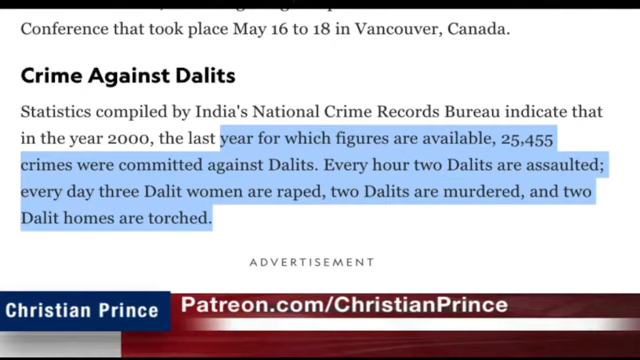 Conference that took place May 16 to 18 in Vancouver, Canada.
Crime Against Dalits
Statistics compiled by India's National Crime Records Bureau indicate that
in the year 2000, the last year for which figures are available, 25,455
crimes were committed against Dalits. Every hour two Dalits are assaulted;
every day three Dalit women are raped, two Dalits are murdered, and two
Dalit homes are torched.
ADVERTISEMENT
Christian Prince
Patreon.com/ChristianPrince